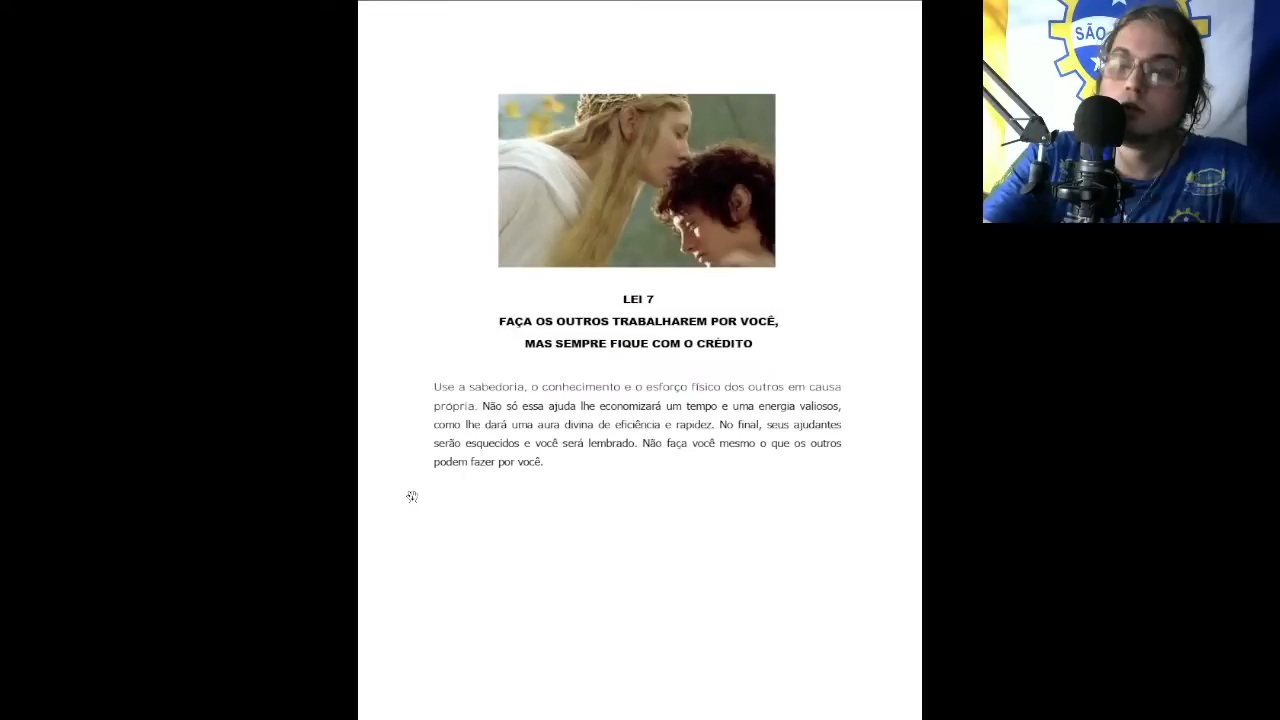 SÃO
LEI 7
FAÇA OS OUTROS TRABALHAREM POR VOCÊ,
MAS SEMPRE FIQUE COM O CRÉDITO
Use a sabedoria, o conhecimento e o esforço físico dos outros em causa
própria. Não só essa ajuda lhe economizará um tempo e uma energia valiosos,
como lhe dará uma aura divina de eficiência e rapidez. No final, seus ajudantes
serão esquecidos e você será lembrado. Não faça você mesmo o que os outros
podem fazer por você.